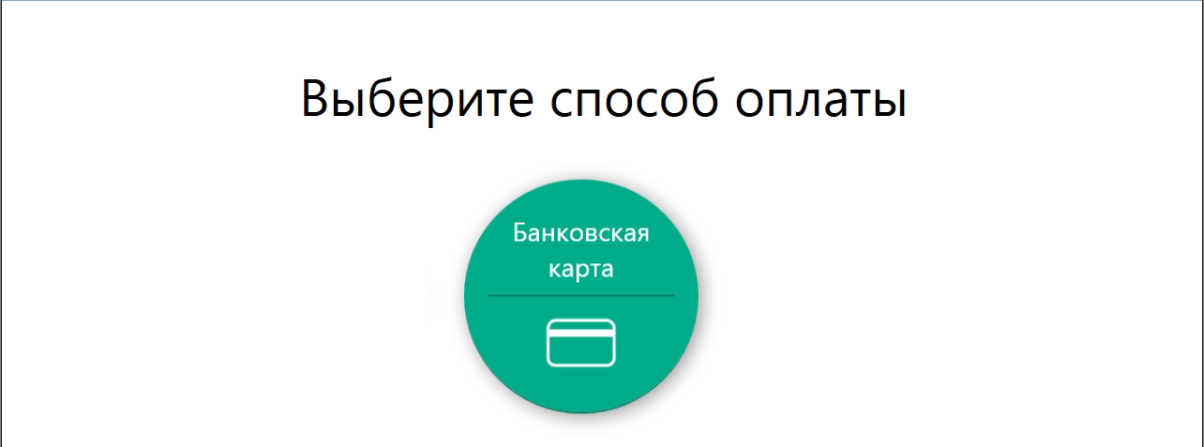 Выберите способ оплаты
Банковская
карта